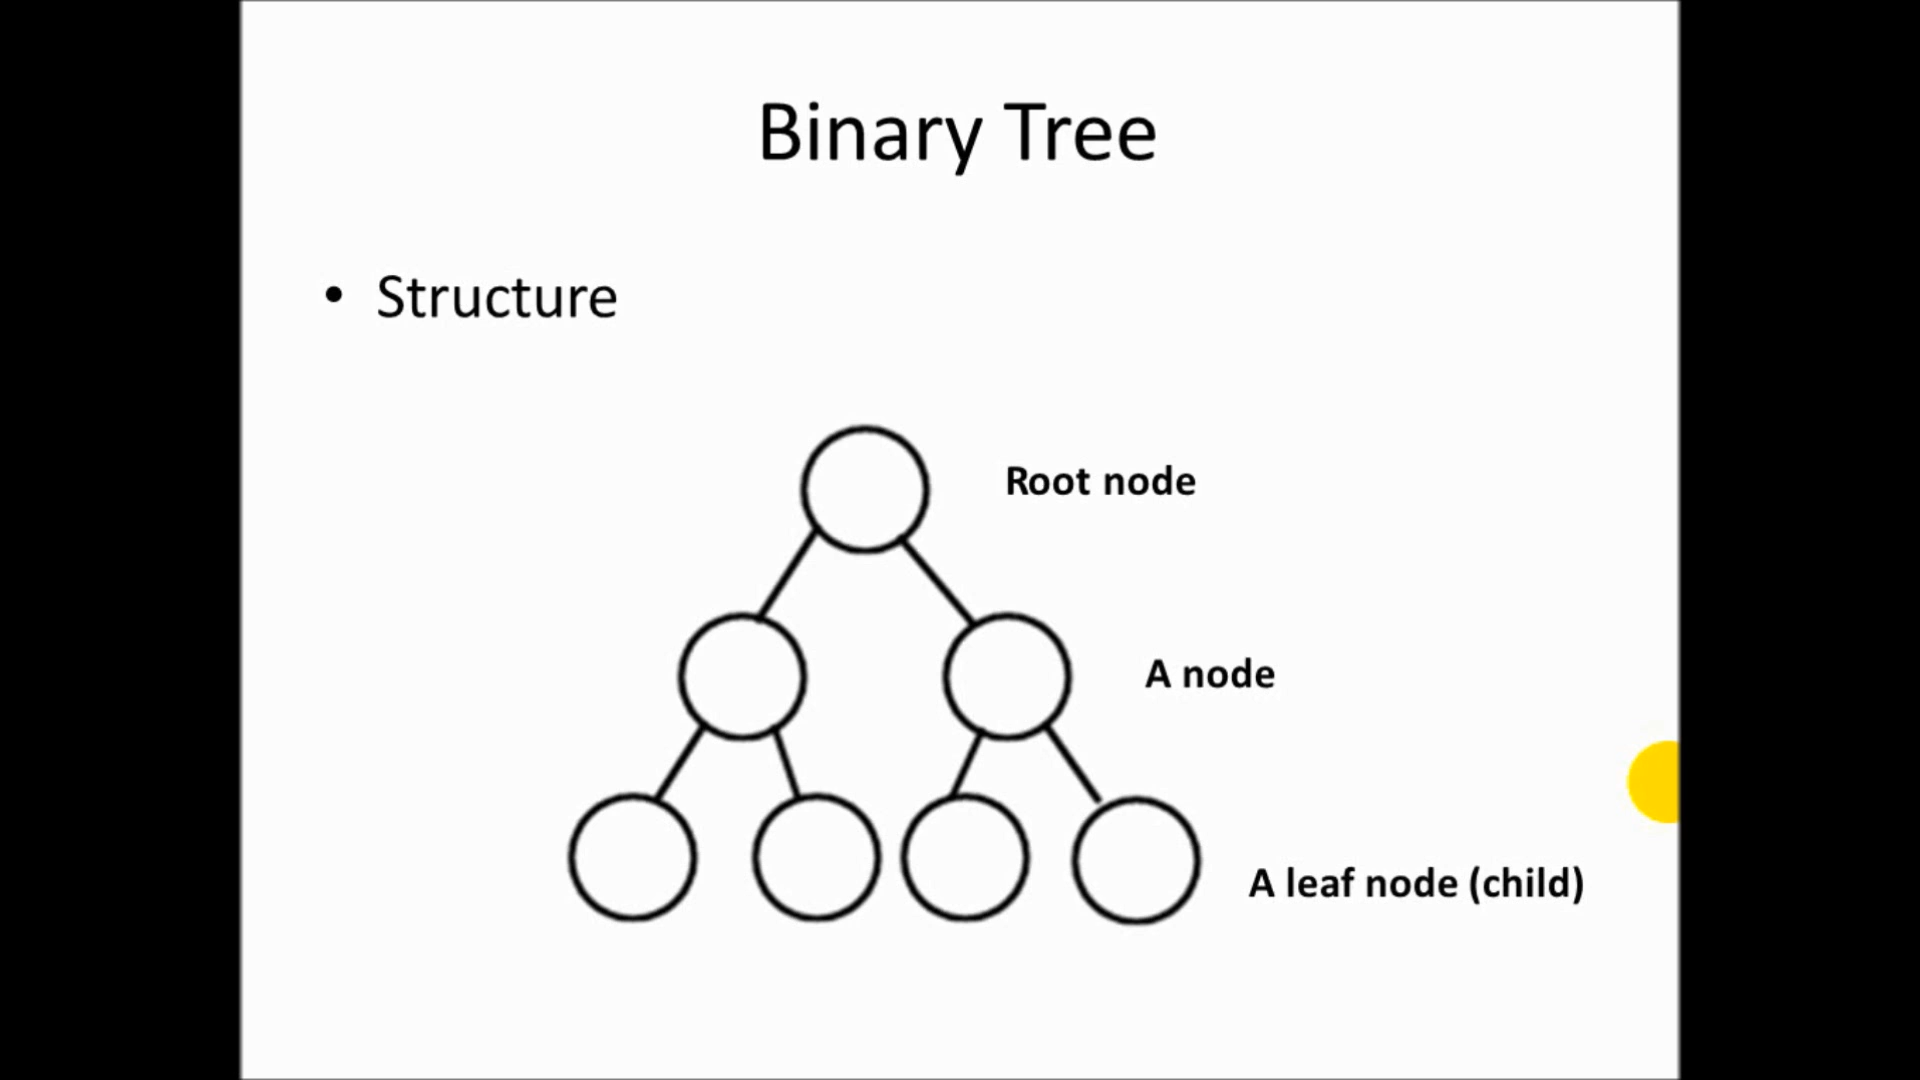 Binary Tree
• Structure
Root node
A node
A leaf node (child)